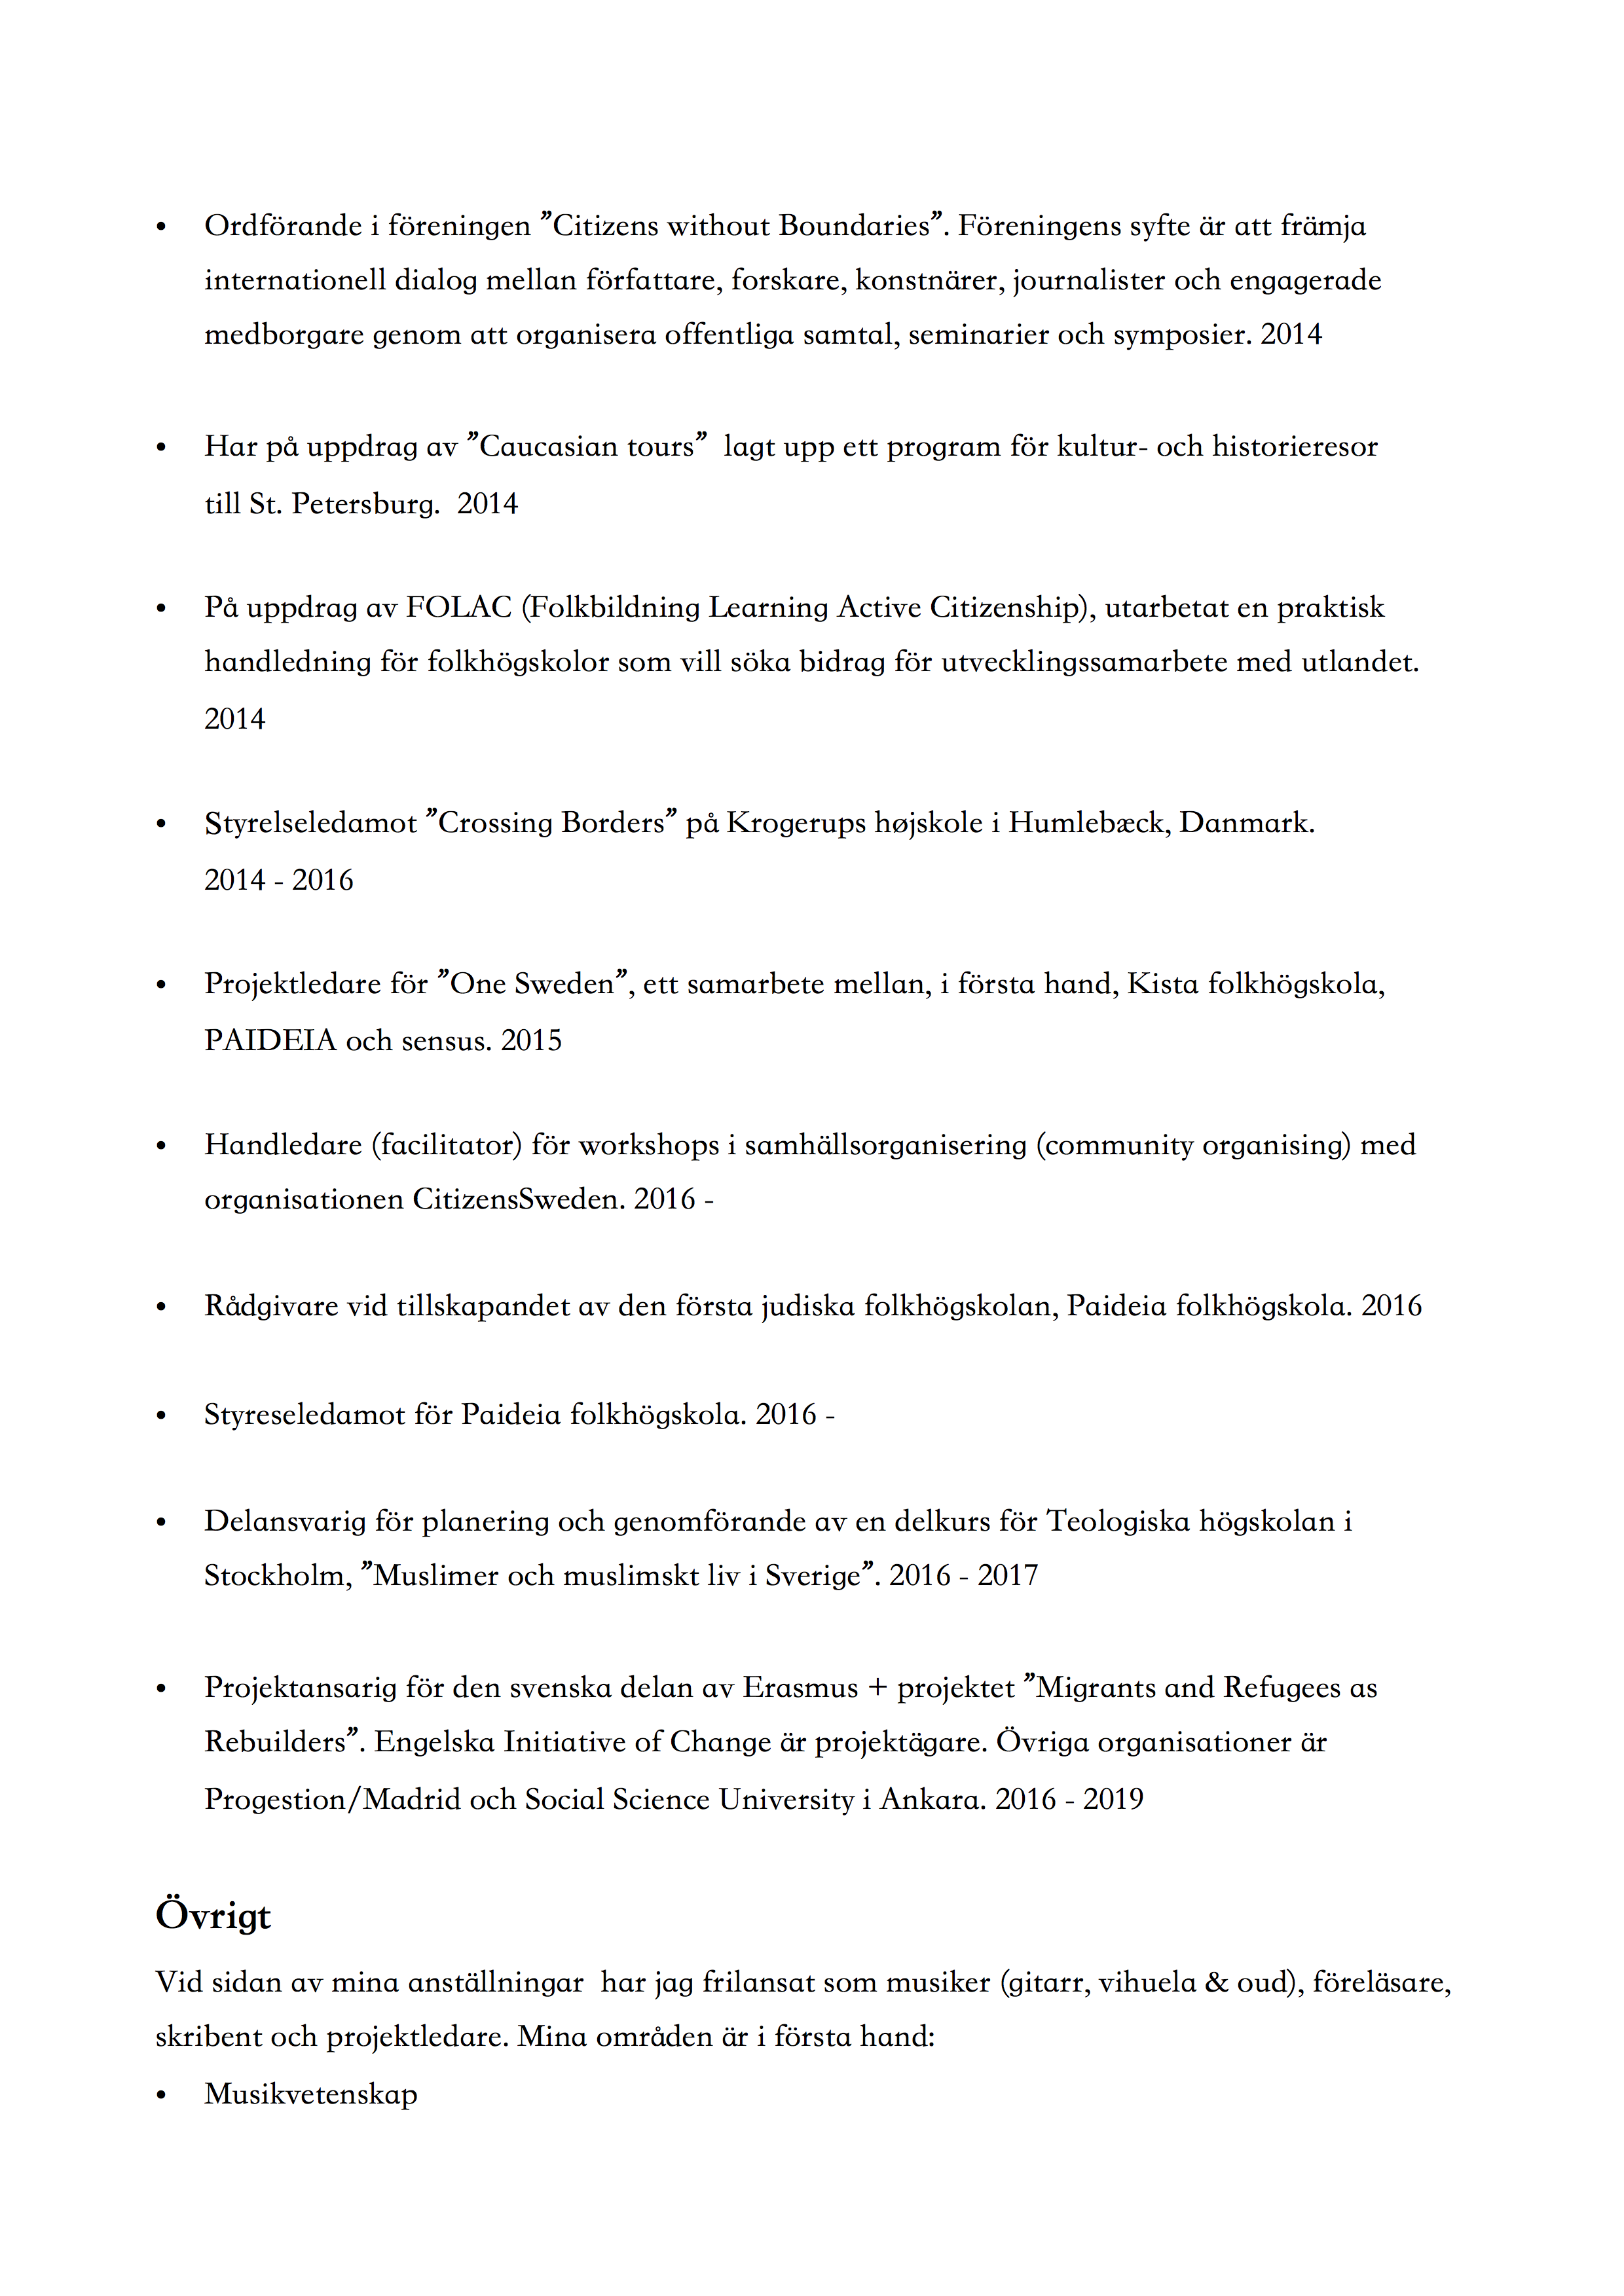 • Ordförande i föreningen ”Citizens without Boundaries”. Föreningens syfte är att främja
internationell dialog mellan författare, forskare, konstnärer, journalister och engagerade
medborgare genom att organisera offentliga samtal, seminarier och symposier. 2014
• Har på uppdrag av ”Caucasian tours”  lagt upp ett program för kultur- och historieresor
till St. Petersburg.  2014
• På uppdrag av FOLAC (Folkbildning Learning Active Citizenship), utarbetat en praktisk
handledning för folkhögskolor som vill söka bidrag för utvecklingssamarbete med utlandet.
2014
• Styrelseledamot ”Crossing Borders” på Krogerups højskole i Humlebæck, Danmark.
2014 - 2016
• Projektledare för ”One Sweden”, ett samarbete mellan, i första hand, Kista folkhögskola,
PAIDEIA och sensus. 2015
• Handledare (facilitator) för workshops i samhällsorganisering (community organising) med
organisationen CitizensSweden. 2016 -
• Rådgivare vid tillskapandet av den första judiska folkhögskolan, Paideia folkhögskola. 2016
• Styreseledamot för Paideia folkhögskola. 2016 -
• Delansvarig för planering och genomförande av en delkurs för Teologiska högskolan i
Stockholm, ”Muslimer och muslimskt liv i Sverige”. 2016 - 2017
• Projektansarig för den svenska delan av Erasmus + projektet ”Migrants and Refugees as
Rebuilders”. Engelska Initiative of Change är projektägare. Övriga organisationer är
Progestion/Madrid och Social Science University i Ankara. 2016 - 2019
Övrigt
Vid sidan av mina anställningar  har jag frilansat som musiker (gitarr, vihuela & oud), föreläsare,
skribent och projektledare. Mina områden är i första hand:
• Musikvetenskap